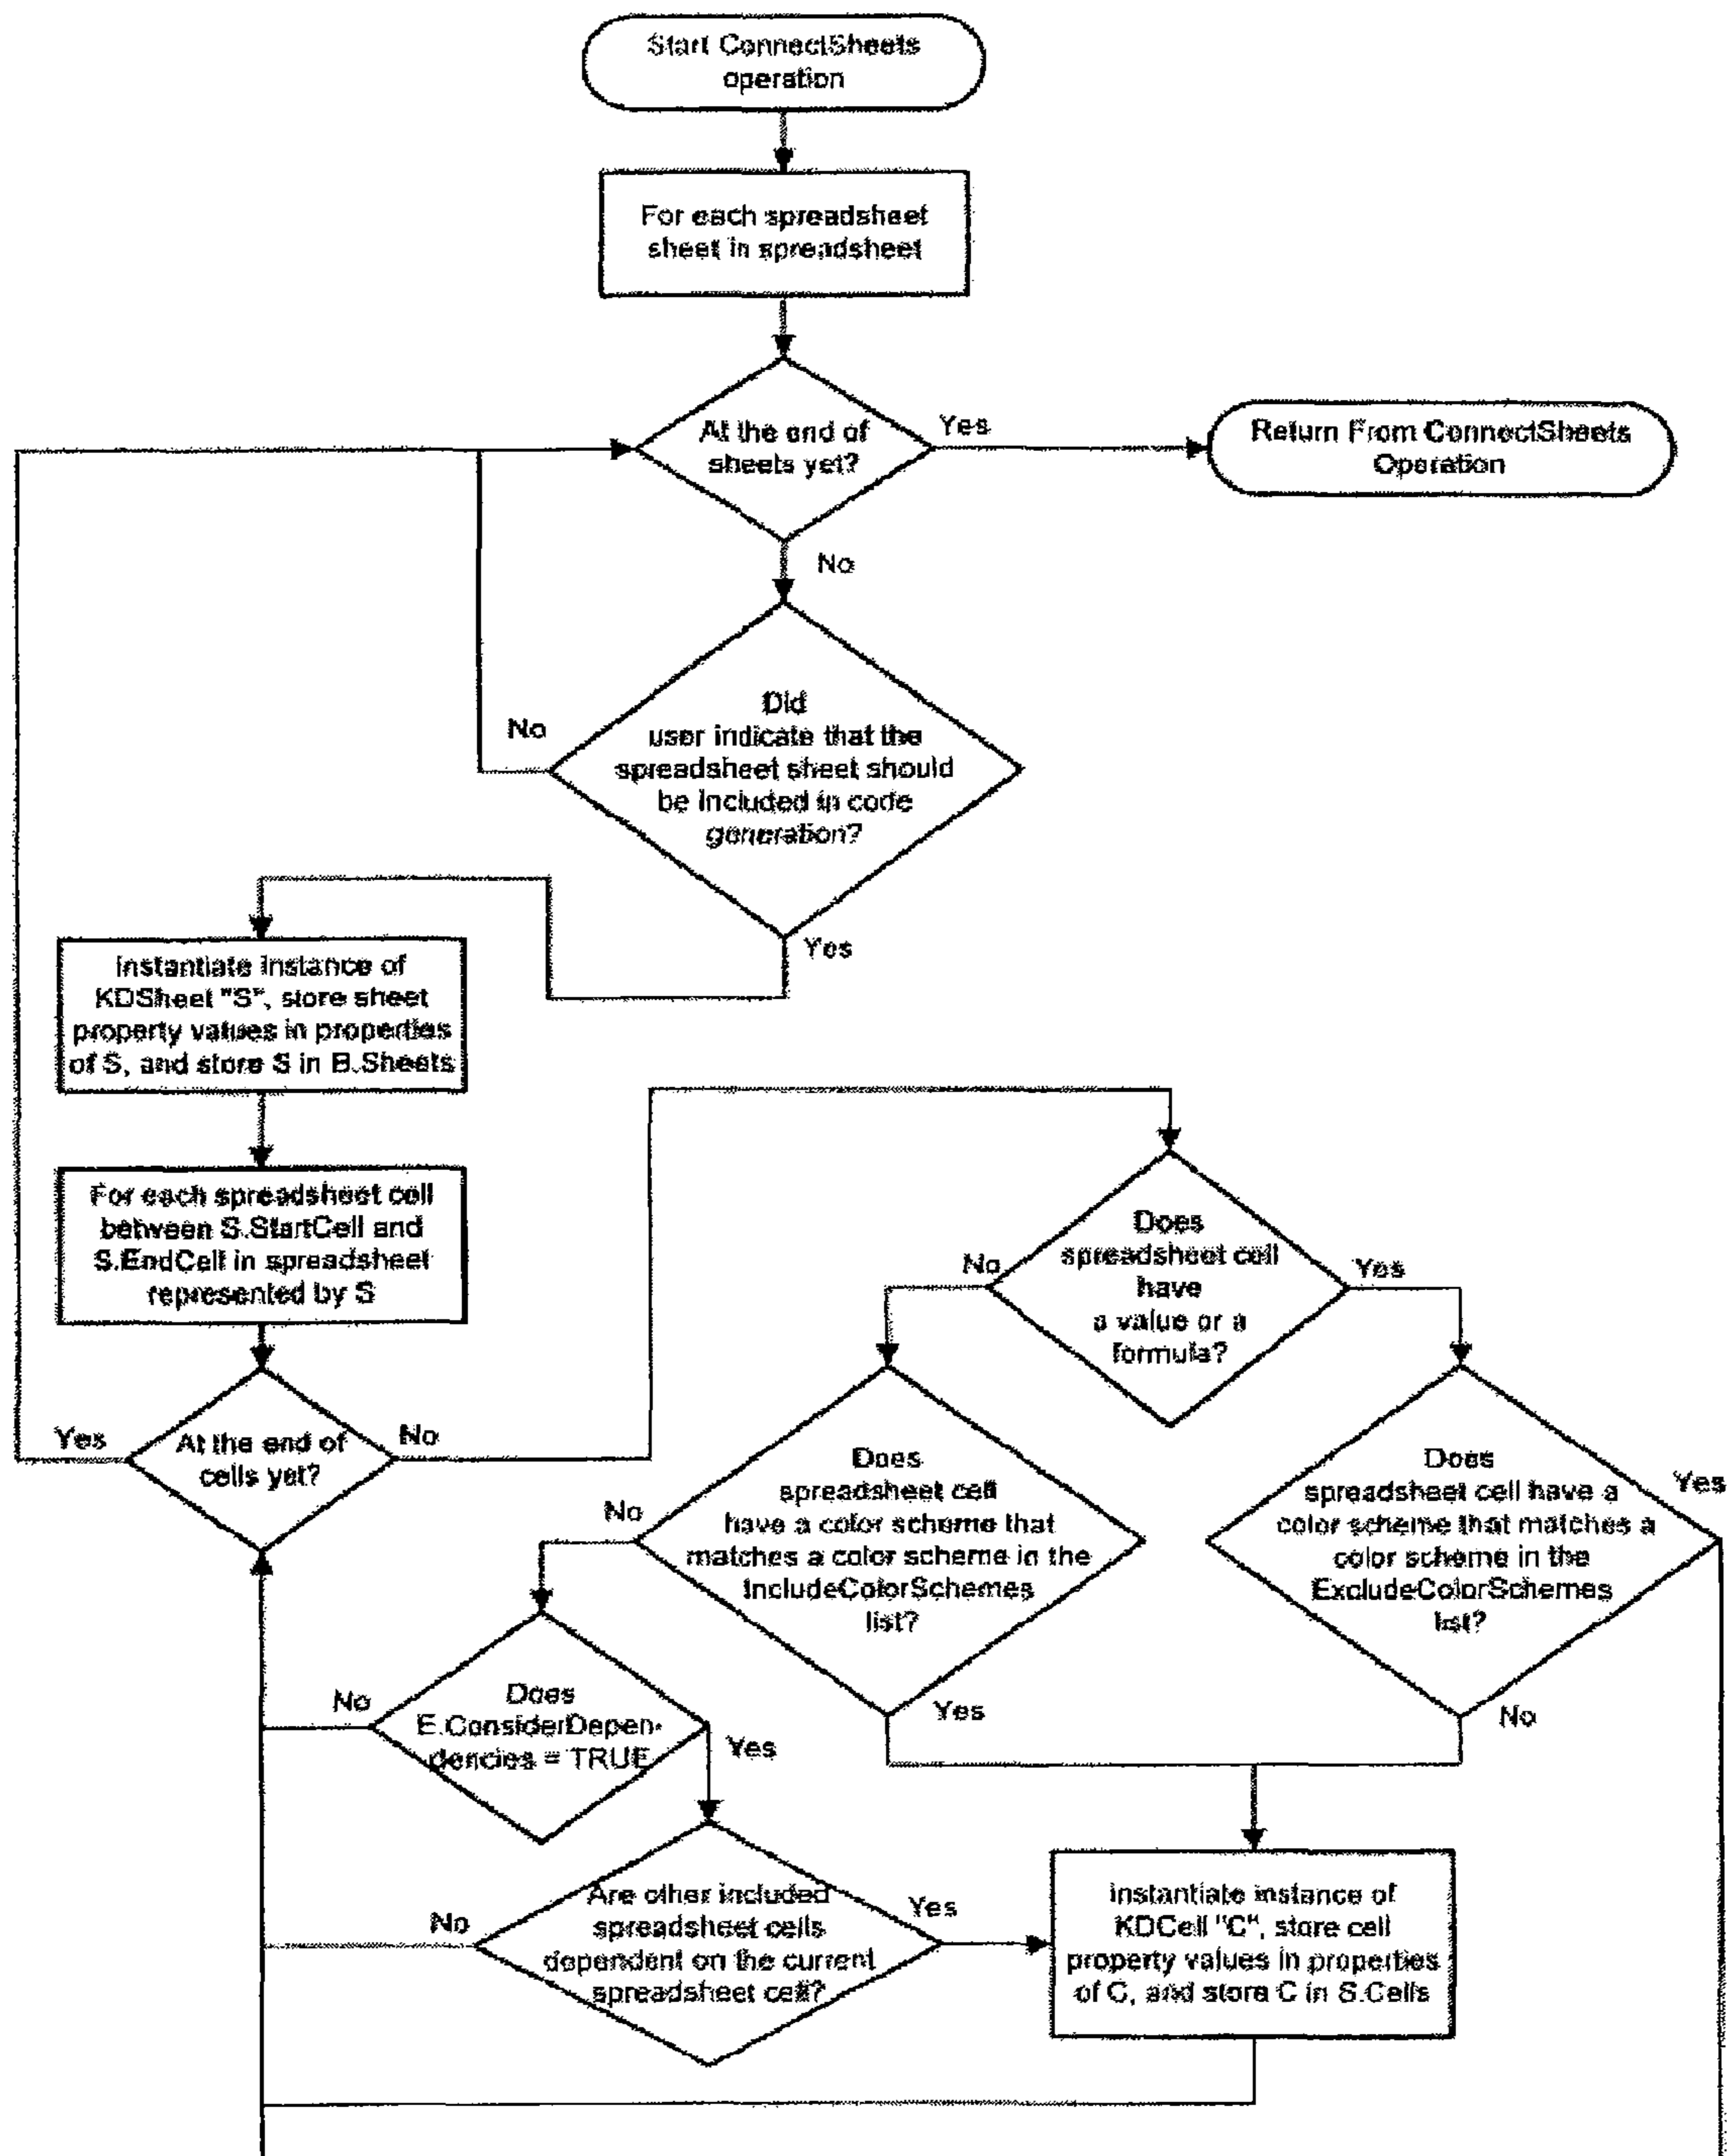 Start ConnectSheets
operation
For each spreadsheet
sheet in spreadsheet
At the end of
sheets yet?
Yes
Return From ConnectSheets
Operation
No
Did
user indicate that the
spreadsheet sheet should
be included in code
generation?
No
Yes
Instantiate instance of
KDSheet "S", store sheet
property values in properties
of S, and store S in B.Sheets
For each spreadsheet cell
between S.StartCell and
S.EndCell in spreadsheet
represented by S
At the end of
cells yet?
Yes
No
Does
spreadsheet cell
have
a value or a
formula?
No
Yes
Does
spreadsheet cell
have a color scheme that
matches a color scheme in the
IncludeColorSchemes
list?
No
Yes
Does
spreadsheet cell have a
color scheme that matches a
color scheme in the
ExcludeColorSchemes
list?
Yes
No
Does
E.ConsiderDepen-
dencies = TRUE
No
Yes
Are other included
spreadsheet cells
dependent on the current
spreadsheet cell?
No
Yes
Instantiate instance of
KDCell "C", store cell
property values in properties
of C, and store C in S.Cells